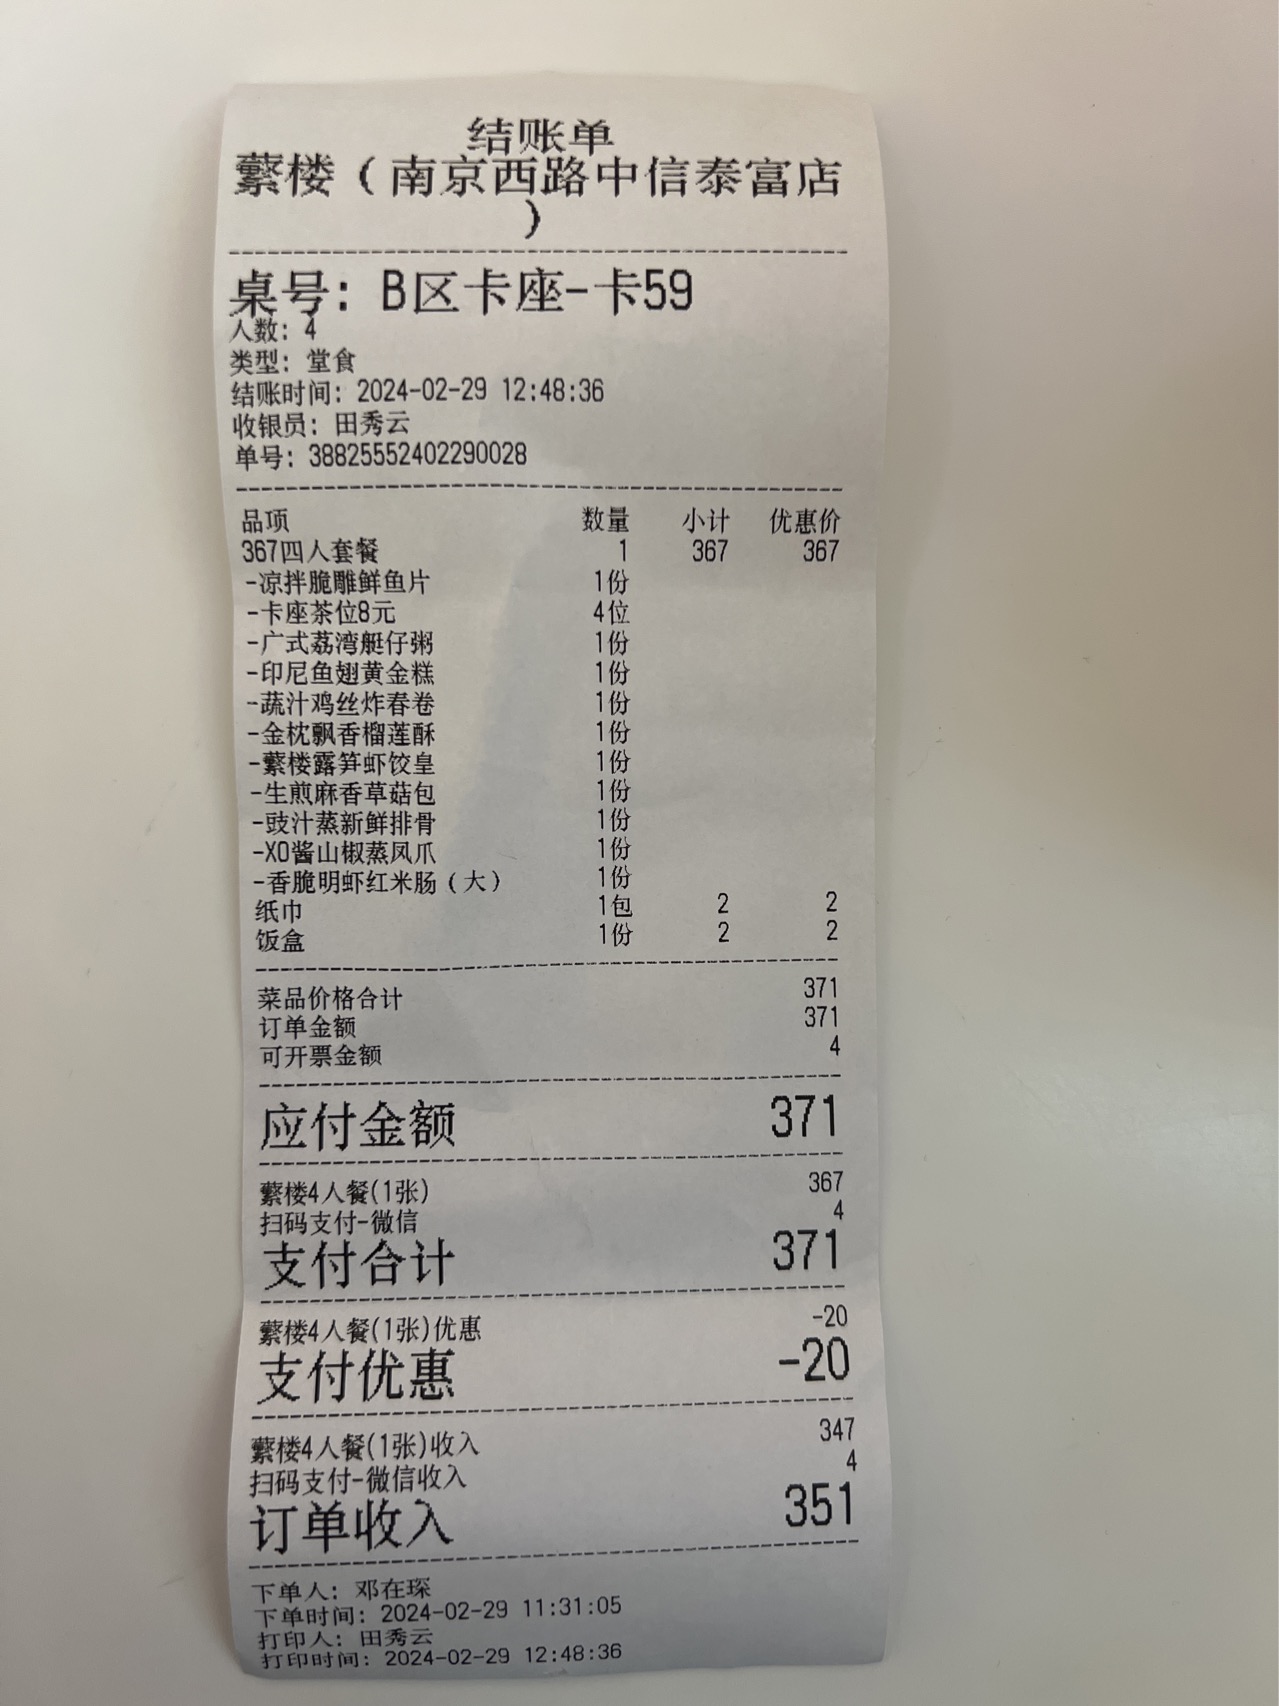 结账单
蘩楼（南京西路中信泰富店
）
桌号：B区卡座-卡59
人数：4
类型：堂食
结账时间：2024-02-29 12:48:36
收银员：田秀云
单号：38825552402290028
品项 数量 小计 优惠价
367四人套餐 1 367 367
-凉拌脆雕鲜鱼片 1份
-卡座茶位8元 4位
-广式荔湾艇仔粥 1份
-印尼鱼翅黄金糕 1份
-蔬汁鸡丝炸春卷 1份
-金枕飘香榴莲酥 1份
-蘩楼露笋虾饺皇 1份
-生煎麻香草菇包 1份
-豉汁蒸新鲜排骨 1份
-XO酱山椒蒸凤爪 1份
-香脆明虾红米肠（大） 1份
纸巾 1包 2 2
饭盒 1份 2 2
菜品价格合计 371
订单金额 371
可开票金额 4
应付金额 371
蘩楼4人餐(1张) 367
扫码支付-微信 4
支付合计 371
蘩楼4人餐(1张)优惠 -20
支付优惠 -20
蘩楼4人餐(1张)收入 347
扫码支付-微信收入 4
订单收入 351
下单人：邓在琛
下单时间：2024-02-29 11:31:05
打印人：田秀云
打印时间：2024-02-29 12:48:36